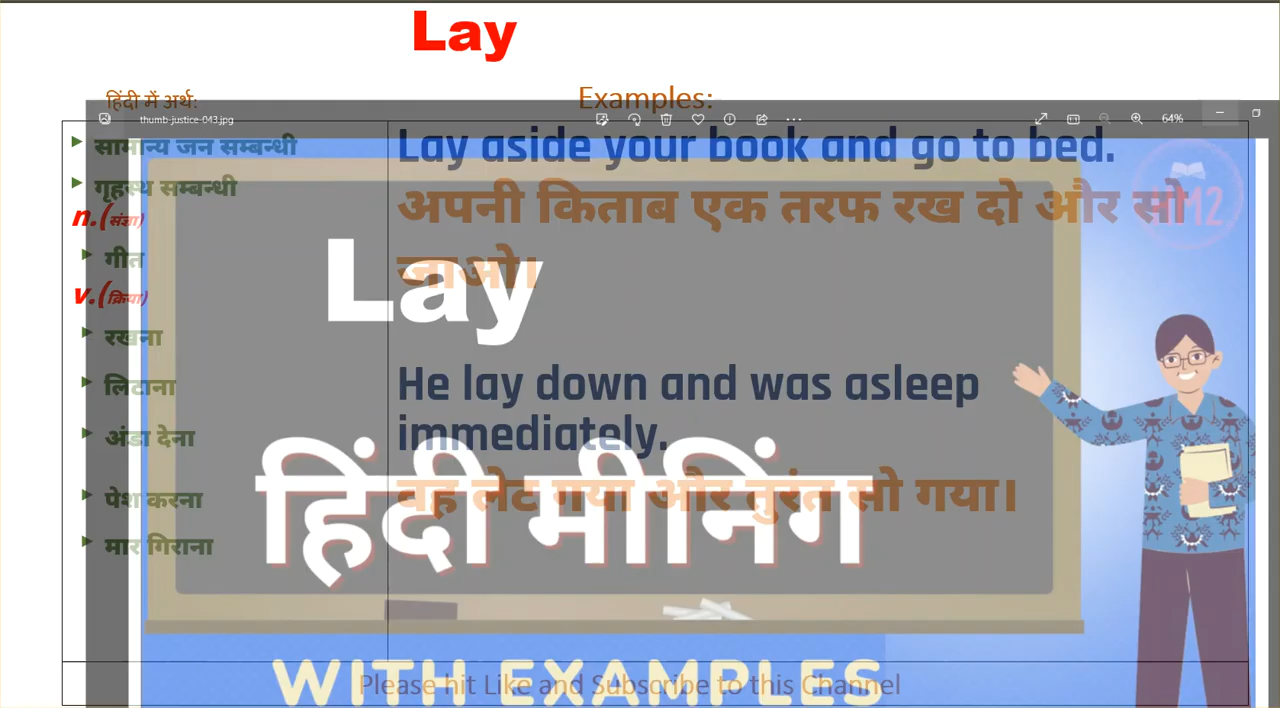 Lay
हिंदी में अर्थ:
Examples:
thumb-justice-043.jpg
64%
सामान्य जन सम्बन्धी
गृहस्थ सम्बन्धी
n.(संज्ञा)
गीत
v.(क्रिया)
रखना
लिटाना
अंडा देना
पेश करना
मार गिराना
Lay aside your book and go to bed.
अपनी किताब एक तरफ रख दो और सो
जाओ।
He lay down and was asleep
immediately.
वह लेट गया और तुरंत सो गया।
HM2
Lay
हिंदी मीनिंग
WITH EXAMPLES
Please hit Like and Subscribe to this Channel